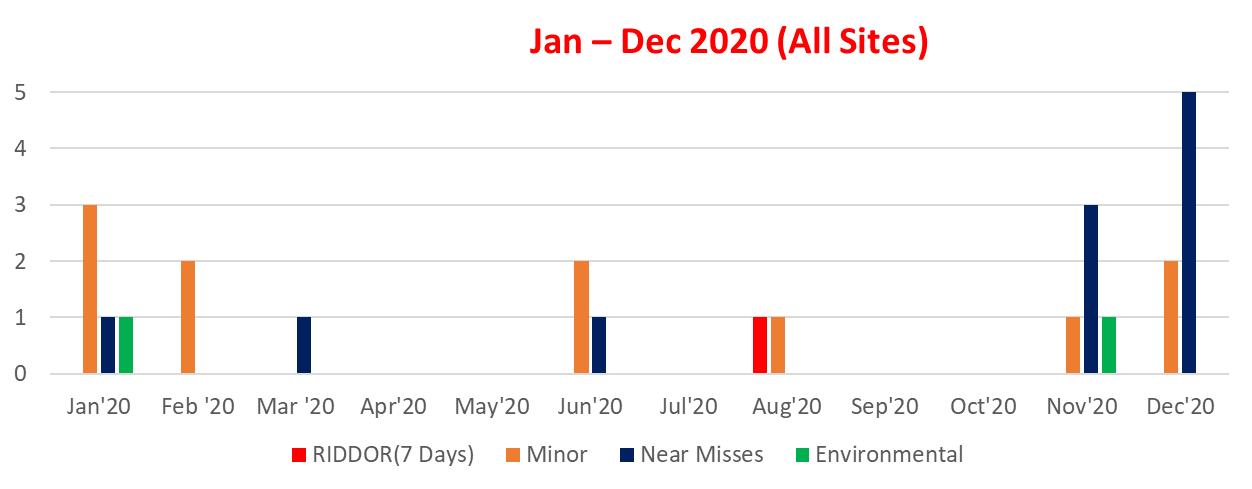 Jan – Dec 2020 (All Sites)
5
4
3
2
1
0
Jan'20 Feb '20 Mar '20 Apr'20 May'20 Jun'20 Jul'20 Aug'20 Sep'20 Oct'20 Nov'20 Dec'20
RIDDOR(7 Days) Minor Near Misses Environmental